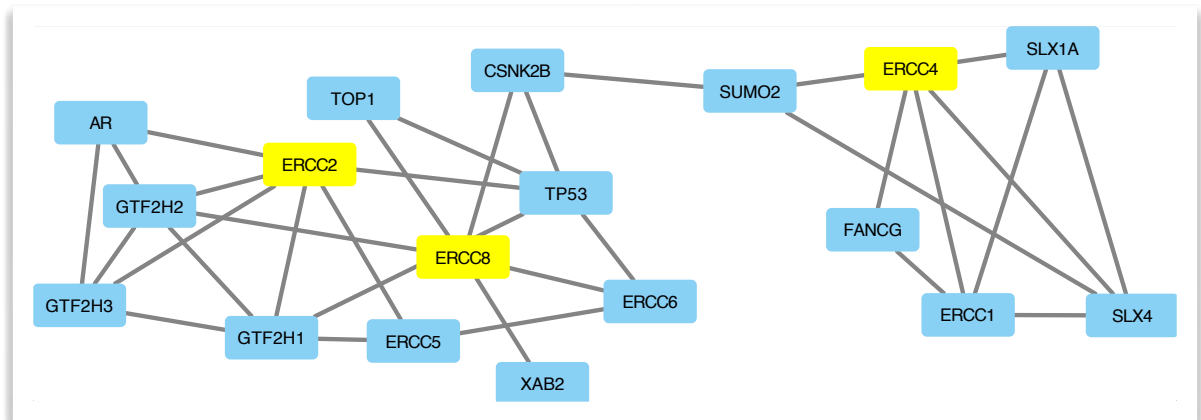 SLX1A
ERCC4
CSNK2B
SUMO2
TOP1
AR
ERCC2
TP53
GTF2H2
FANCG
ERCC8
ERCC6
GTF2H3
ERCC1
SLX4
GTF2H1
ERCC5
XAB2